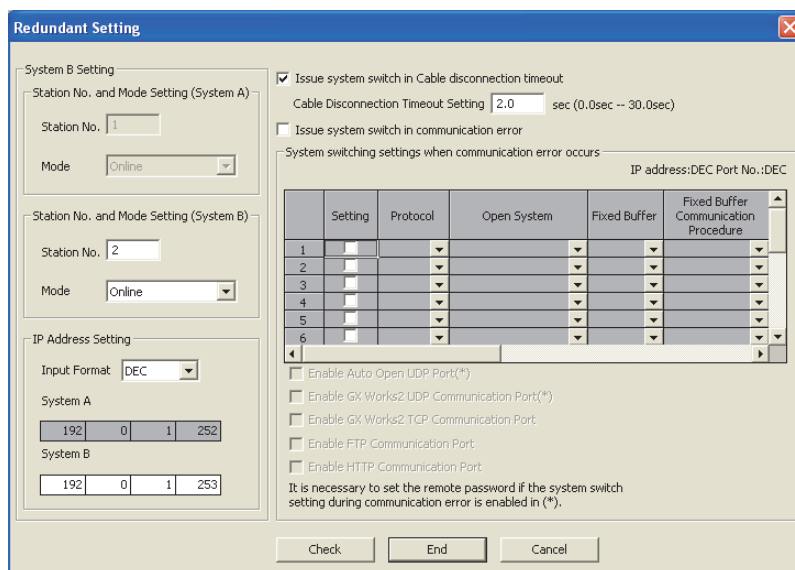 Redundant Setting
System B Setting
Station No. and Mode Setting (System A)
Station No. 1
Mode Online
Station No. and Mode Setting (System B)
Station No. 2
Mode Online
IP Address Setting
Input Format DEC
System A
192 0 1 252
System B
192 0 1 253
Issue system switch in Cable disconnection timeout
Cable Disconnection Timeout Setting 2.0 sec (0.0sec -- 30.0sec)
Issue system switch in communication error
System switching settings when communication error occurs
IP address:DEC Port No.:DEC
Setting Protocol Open System Fixed Buffer Fixed Buffer Communication Procedure
1
2
3
4
5
6
Enable Auto Open UDP Port(*)
Enable GX Works2 UDP Communication Port(*)
Enable GX Works2 TCP Communication Port
Enable FTP Communication Port
Enable HTTP Communication Port
It is necessary to set the remote password if the system switch
setting during communication error is enabled in (*).
Check End Cancel